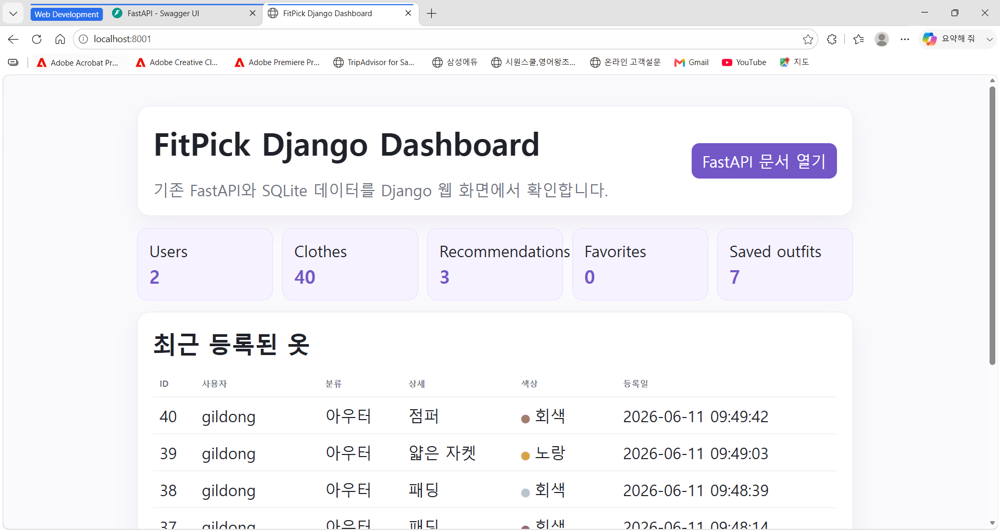 Web Development
FastAPI - Swagger UI
FitPick Django Dashboard
localhost:8001
요약해 줘
Adobe Acrobat Pr...
Adobe Creative Cl...
Adobe Premiere Pr...
TripAdvisor for Sa...
삼성에듀
시원스쿨,영어왕초...
온라인 고객설문
Gmail
YouTube
지도
FitPick Django Dashboard
기존 FastAPI와 SQLite 데이터를 Django 웹 화면에서 확인합니다.
FastAPI 문서 열기
Users
2
Clothes
40
Recommendations
3
Favorites
0
Saved outfits
7
최근 등록된 옷
ID 사용자 분류 상세 색상 등록일
40 gildong 아우터 점퍼 회색 2026-06-11 09:49:42
39 gildong 아우터 얇은 자켓 노랑 2026-06-11 09:49:03
38 gildong 아우터 패딩 회색 2026-06-11 09:48:39
37 gildong 아우터 패딩 회색 2026-06-11 09:48:14